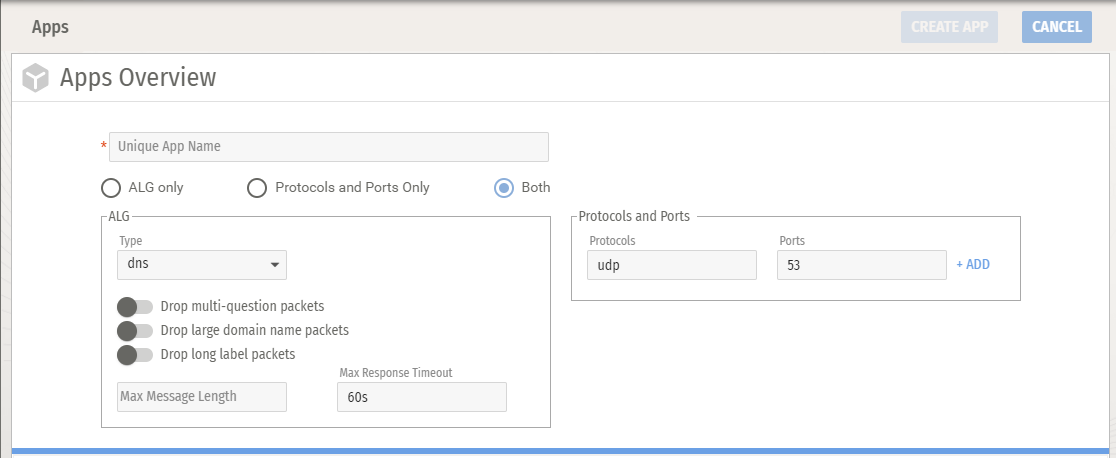 Apps
CREATE APP
CANCEL
Apps Overview
* Unique App Name
ALG only
Protocols and Ports Only
Both
ALG
Type
dns
Drop multi-question packets
Drop large domain name packets
Drop long label packets
Max Message Length
Max Response Timeout
60s
Protocols and Ports
Protocols
Ports
udp
53
+ ADD